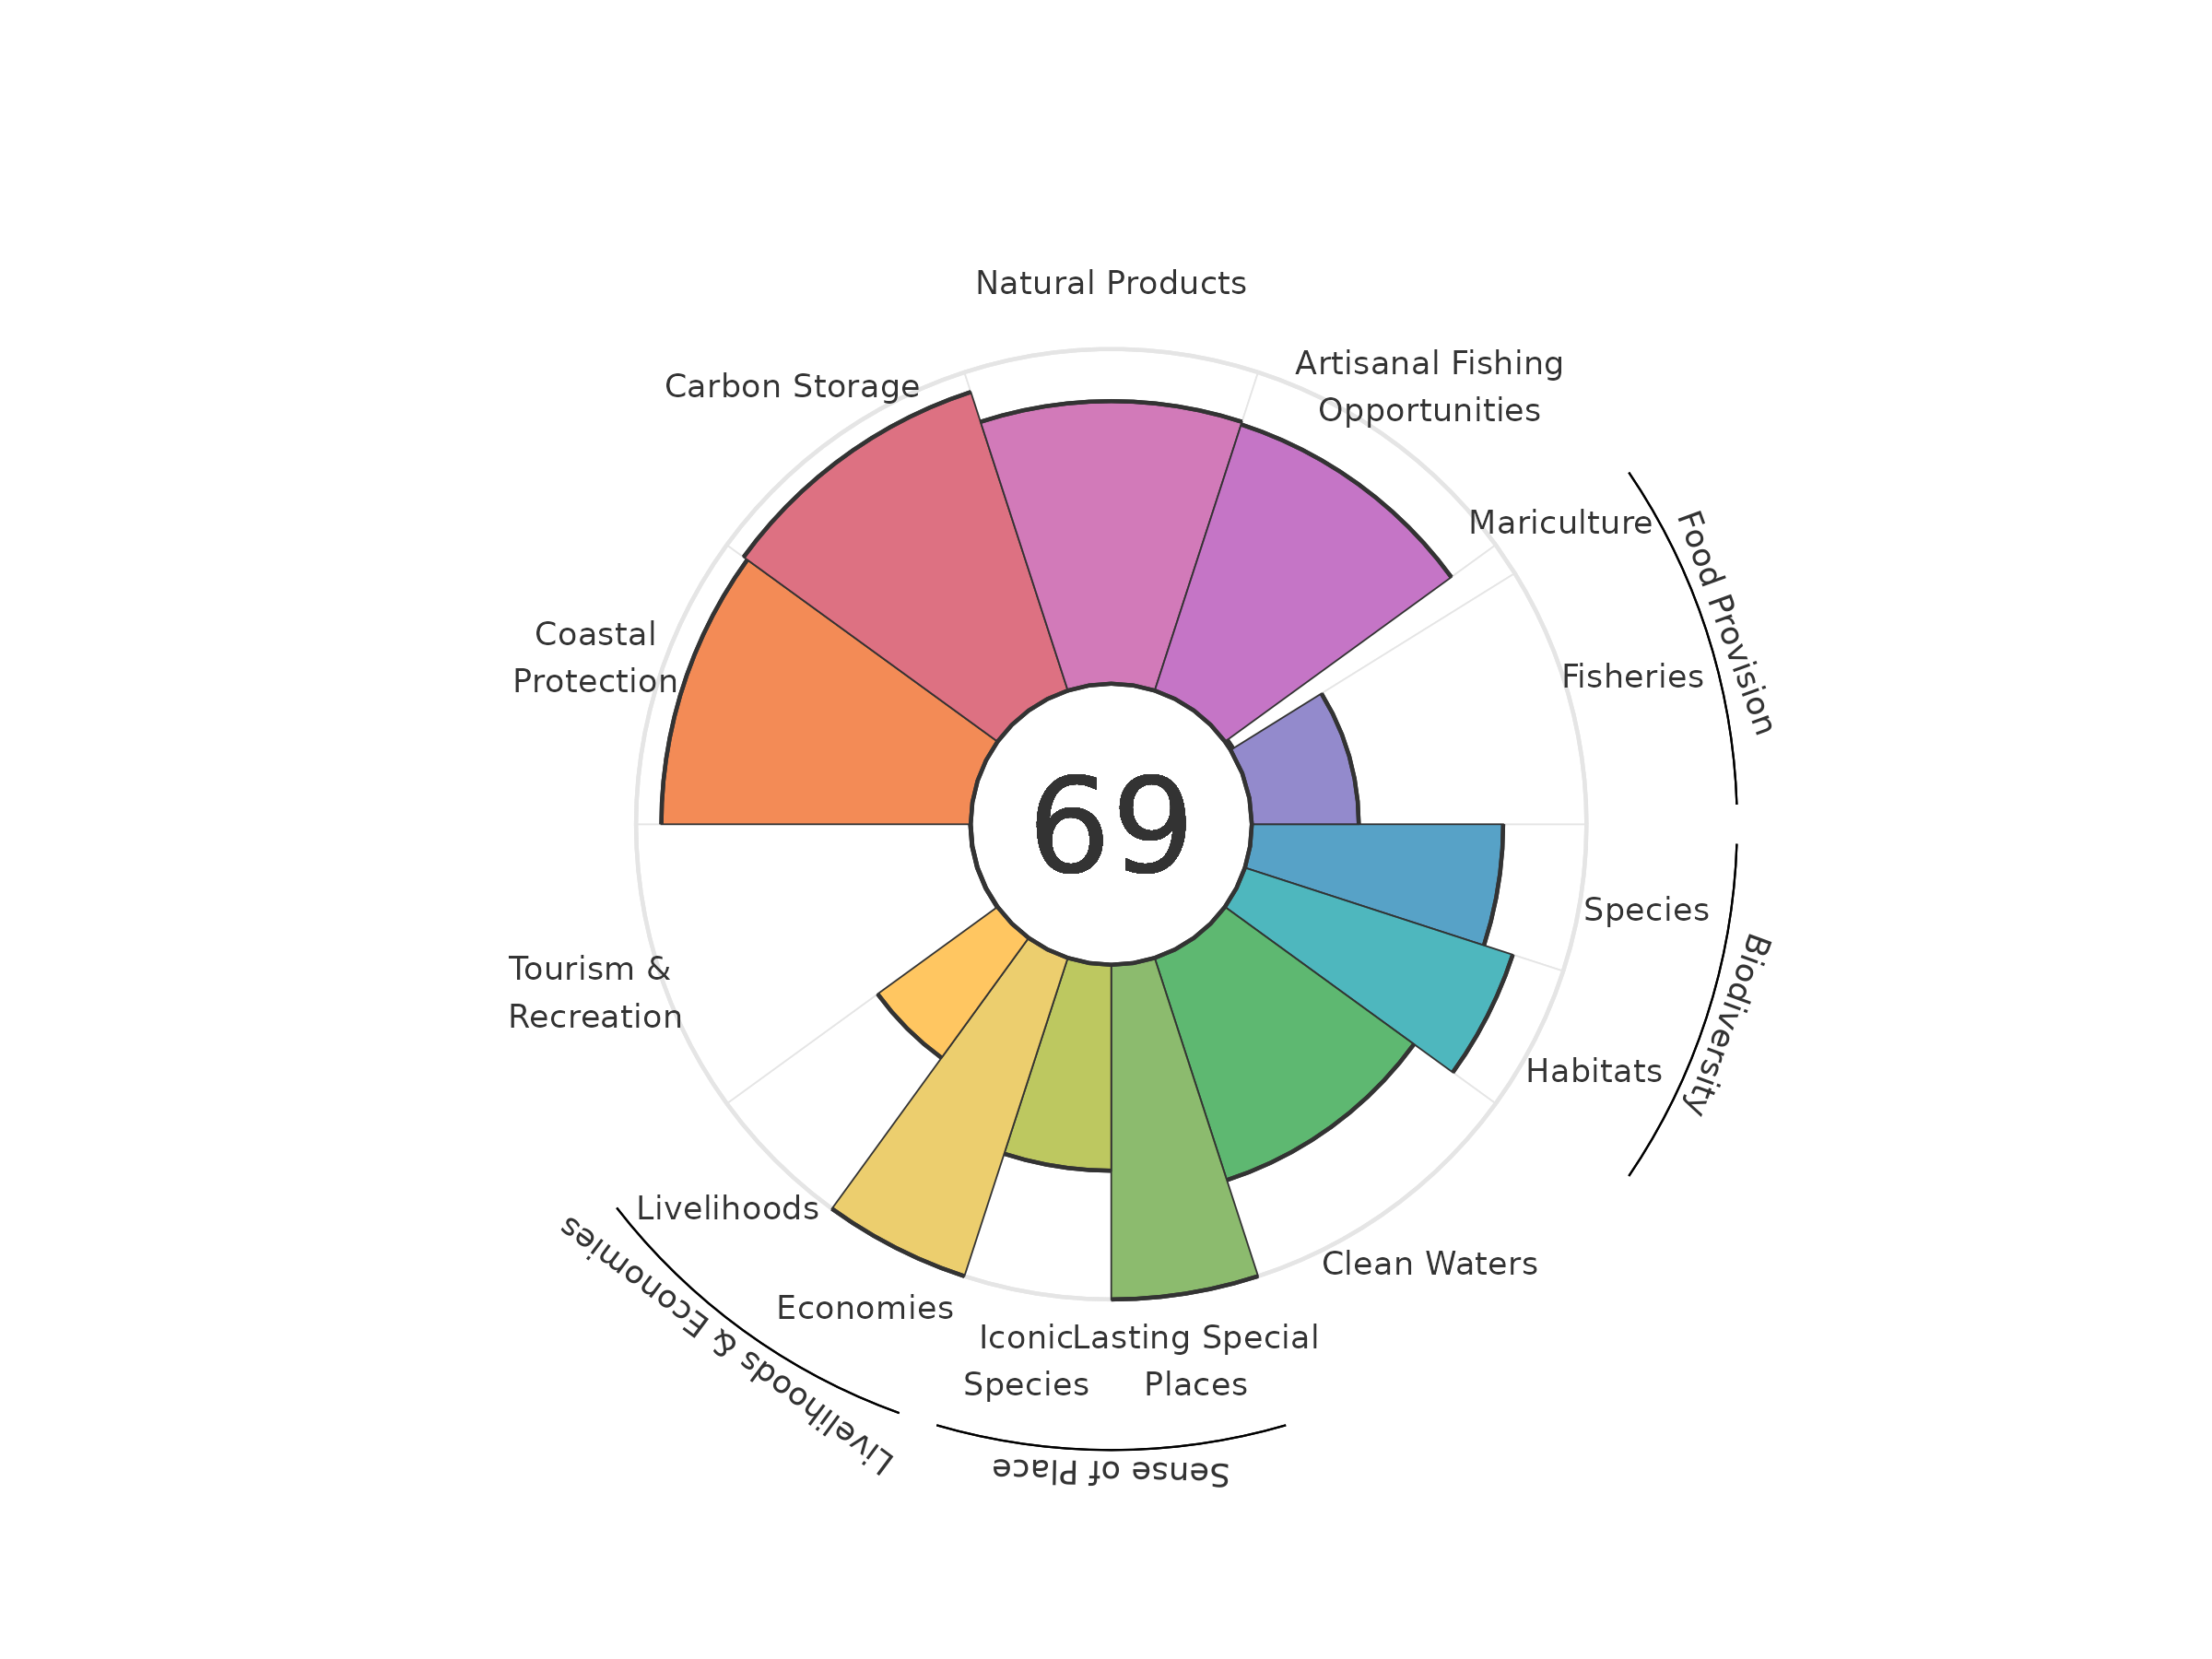 Natural Products
Carbon Storage
Artisanal Fishing
Opportunities
Mariculture
Food Provision
Fisheries
Coastal
Protection
69
Species
Biodiversity
Tourism &
Recreation
Habitats
Livelihoods
Clean Waters
Livelihoods & Economies
Economies
Iconic
Species
Lasting Special
Places
Sense of Place